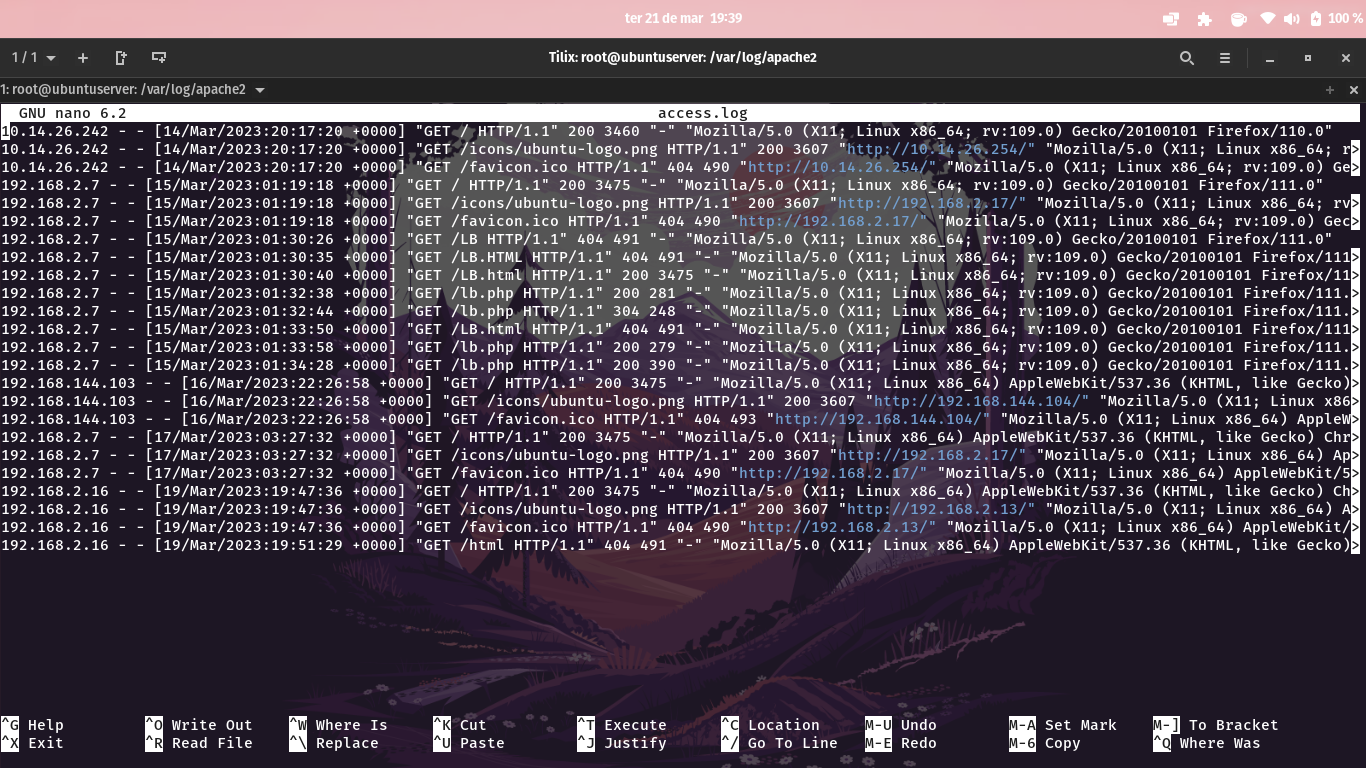 ter 21 de mar 19:39
100 %
1 / 1
Tilix: root@ubuntuserver: /var/log/apache2
1: root@ubuntuserver: /var/log/apache2
GNU nano 6.2 access.log
10.14.26.242 - - [14/Mar/2023:20:17:20 +0000] "GET / HTTP/1.1" 200 3460 "-" "Mozilla/5.0 (X11; Linux x86_64; rv:109.0) Gecko/20100101 Firefox/110.0"
10.14.26.242 - - [14/Mar/2023:20:17:20 +0000] "GET /icons/ubuntu-logo.png HTTP/1.1" 200 3607 "http://10.14.26.254/" "Mozilla/5.0 (X11; Linux x86_64; r>
10.14.26.242 - - [14/Mar/2023:20:17:20 +0000] "GET /favicon.ico HTTP/1.1" 404 490 "http://10.14.26.254/" "Mozilla/5.0 (X11; Linux x86_64; rv:109.0) Ge>
192.168.2.7 - - [15/Mar/2023:01:19:18 +0000] "GET / HTTP/1.1" 200 3475 "-" "Mozilla/5.0 (X11; Linux x86_64; rv:109.0) Gecko/20100101 Firefox/111.0"
192.168.2.7 - - [15/Mar/2023:01:19:18 +0000] "GET /icons/ubuntu-logo.png HTTP/1.1" 200 3607 "http://192.168.2.17/" "Mozilla/5.0 (X11; Linux x86_64; rv>
192.168.2.7 - - [15/Mar/2023:01:19:18 +0000] "GET /favicon.ico HTTP/1.1" 404 490 "http://192.168.2.17/" "Mozilla/5.0 (X11; Linux x86_64; rv:109.0) Gec>
192.168.2.7 - - [15/Mar/2023:01:30:26 +0000] "GET /LB HTTP/1.1" 404 491 "-" "Mozilla/5.0 (X11; Linux x86_64; rv:109.0) Gecko/20100101 Firefox/111.0"
192.168.2.7 - - [15/Mar/2023:01:30:35 +0000] "GET /LB.HTML HTTP/1.1" 404 491 "-" "Mozilla/5.0 (X11; Linux x86_64; rv:109.0) Gecko/20100101 Firefox/111>
192.168.2.7 - - [15/Mar/2023:01:30:40 +0000] "GET /LB.html HTTP/1.1" 200 3475 "-" "Mozilla/5.0 (X11; Linux x86_64; rv:109.0) Gecko/20100101 Firefox/11>
192.168.2.7 - - [15/Mar/2023:01:32:38 +0000] "GET /lb.php HTTP/1.1" 200 281 "-" "Mozilla/5.0 (X11; Linux x86_64; rv:109.0) Gecko/20100101 Firefox/111.>
192.168.2.7 - - [15/Mar/2023:01:32:44 +0000] "GET /lb.php HTTP/1.1" 304 248 "-" "Mozilla/5.0 (X11; Linux x86_64; rv:109.0) Gecko/20100101 Firefox/111.>
192.168.2.7 - - [15/Mar/2023:01:33:50 +0000] "GET /LB.html HTTP/1.1" 404 491 "-" "Mozilla/5.0 (X11; Linux x86_64; rv:109.0) Gecko/20100101 Firefox/111>
192.168.2.7 - - [15/Mar/2023:01:33:58 +0000] "GET /lb.php HTTP/1.1" 200 279 "-" "Mozilla/5.0 (X11; Linux x86_64; rv:109.0) Gecko/20100101 Firefox/111.>
192.168.2.7 - - [15/Mar/2023:01:34:28 +0000] "GET /lb.php HTTP/1.1" 200 390 "-" "Mozilla/5.0 (X11; Linux x86_64; rv:109.0) Gecko/20100101 Firefox/111.>
192.168.144.103 - - [16/Mar/2023:22:26:58 +0000] "GET / HTTP/1.1" 200 3475 "-" "Mozilla/5.0 (X11; Linux x86_64) AppleWebKit/537.36 (KHTML, like Gecko)>
192.168.144.103 - - [16/Mar/2023:22:26:58 +0000] "GET /icons/ubuntu-logo.png HTTP/1.1" 200 3607 "http://192.168.144.104/" "Mozilla/5.0 (X11; Linux x86>
192.168.144.103 - - [16/Mar/2023:22:26:58 +0000] "GET /favicon.ico HTTP/1.1" 404 493 "http://192.168.144.104/" "Mozilla/5.0 (X11; Linux x86_64) AppleW>
192.168.2.7 - - [17/Mar/2023:03:27:32 +0000] "GET / HTTP/1.1" 200 3475 "-" "Mozilla/5.0 (X11; Linux x86_64) AppleWebKit/537.36 (KHTML, like Gecko) Chr>
192.168.2.7 - - [17/Mar/2023:03:27:32 +0000] "GET /icons/ubuntu-logo.png HTTP/1.1" 200 3607 "http://192.168.2.17/" "Mozilla/5.0 (X11; Linux x86_64) Ap>
192.168.2.7 - - [17/Mar/2023:03:27:32 +0000] "GET /favicon.ico HTTP/1.1" 404 490 "http://192.168.2.17/" "Mozilla/5.0 (X11; Linux x86_64) AppleWebKit/5>
192.168.2.16 - - [19/Mar/2023:19:47:36 +0000] "GET / HTTP/1.1" 200 3475 "-" "Mozilla/5.0 (X11; Linux x86_64) AppleWebKit/537.36 (KHTML, like Gecko) Ch>
192.168.2.16 - - [19/Mar/2023:19:47:36 +0000] "GET /icons/ubuntu-logo.png HTTP/1.1" 200 3607 "http://192.168.2.13/" "Mozilla/5.0 (X11; Linux x86_64) A>
192.168.2.16 - - [19/Mar/2023:19:47:36 +0000] "GET /favicon.ico HTTP/1.1" 404 490 "http://192.168.2.13/" "Mozilla/5.0 (X11; Linux x86_64) AppleWebKit/>
192.168.2.16 - - [19/Mar/2023:19:51:29 +0000] "GET /html HTTP/1.1" 404 491 "-" "Mozilla/5.0 (X11; Linux x86_64) AppleWebKit/537.36 (KHTML, like Gecko)>
^G Help ^O Write Out ^W Where Is ^K Cut ^T Execute ^C Location M-U Undo M-A Set Mark M-] To Bracket
^X Exit ^R Read File ^\ Replace ^U Paste ^J Justify ^/ Go To Line M-E Redo M-6 Copy ^Q Where Was